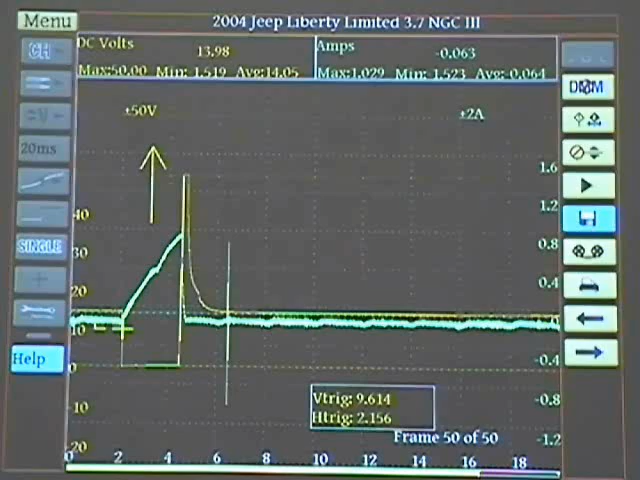 Menu
2004 Jeep Liberty Limited 3.7 NGC III
DC Volts
13.98
Amps
-0.063
Max:50.00 Min: 1.519 Avg:14.05
Max:1.029 Min: 1.523 Avg:-0.064
CH
V
20ms
SINGLE
Help
±50V
±2A
40
30
20
10
0
-10
-20
1.6
1.2
0.8
0.4
-0.4
-0.8
-1.2
Vtrig: 9.614
Htrig: 2.156
Frame 50 of 50
0 2 4 6 8 10 12 14 16 18